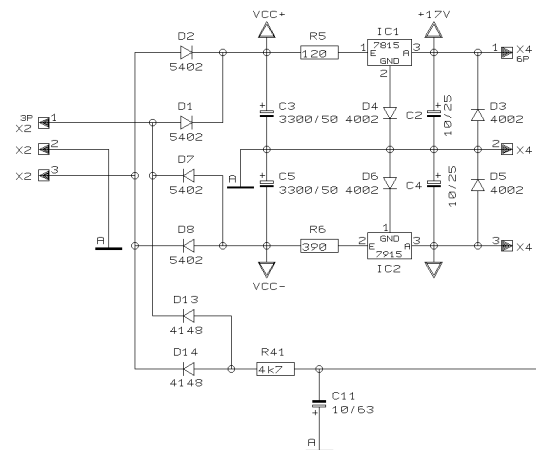 VCC+
+17V
D2
5402
R5
120
IC1
7815
1 E A 3
GND
2
1 X4
6P
3P
X2 1
D1
5402
C3
3300/50
+
D4
4002
C2
+
10/25
D3
4002
X2 2
2 X4
X2 3
D7
5402
A
C5
3300/50
+
D6
4002
C4
+
10/25
D5
4002
A
D8
5402
R6
390
1
GND
2 E A 3
7915
IC2
3 X4
VCC-
D13
4148
D14
4148
R41
4k7
C11
10/63
+
A